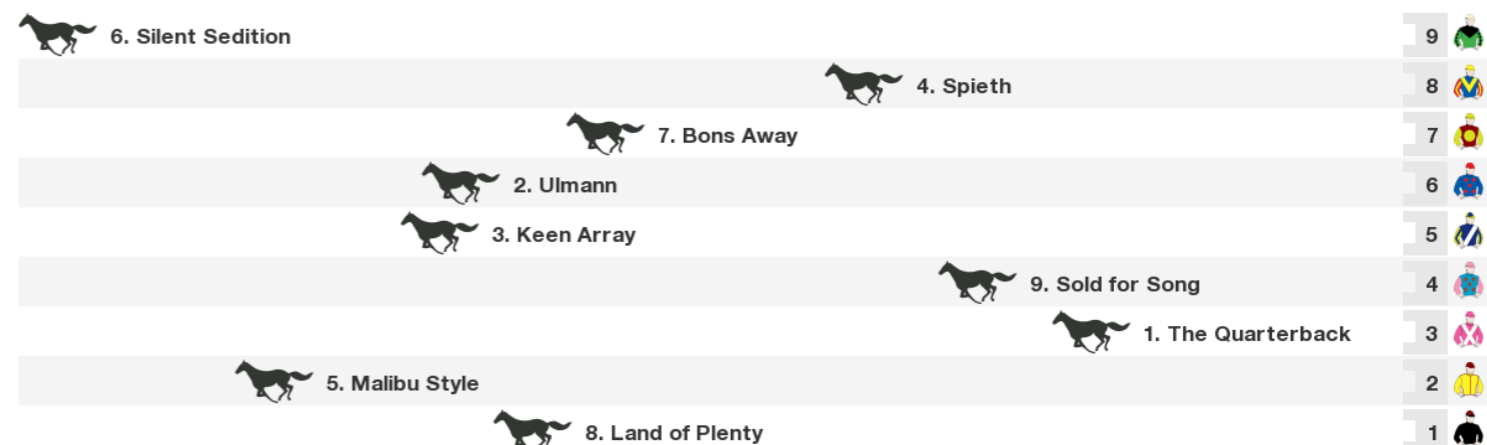 6. Silent Sedition 9
4. Spieth 8
7. Bons Away 7
2. Ulmann 6
3. Keen Array 5
9. Sold for Song 4
1. The Quarterback 3
5. Malibu Style 2
8. Land of Plenty 1